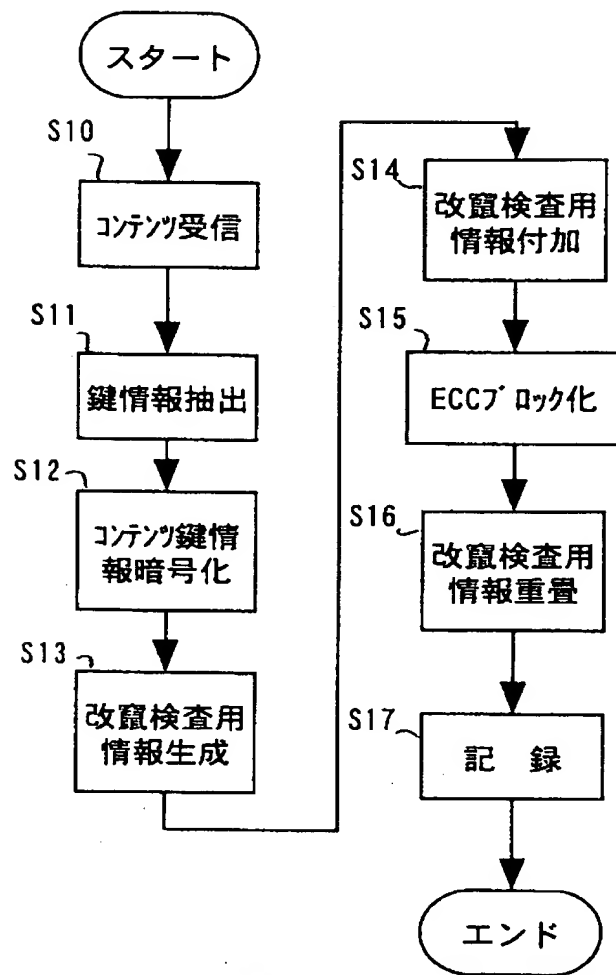 スタート
S10
コンテンツ受信
S11
鍵情報抽出
S12
コンテンツ鍵情
報暗号化
S13
改竄検査用
情報生成
S14
改竄検査用
情報付加
S15
ECCブロック化
S16
改竄検査用
情報重畳
S17
記 録
エンド